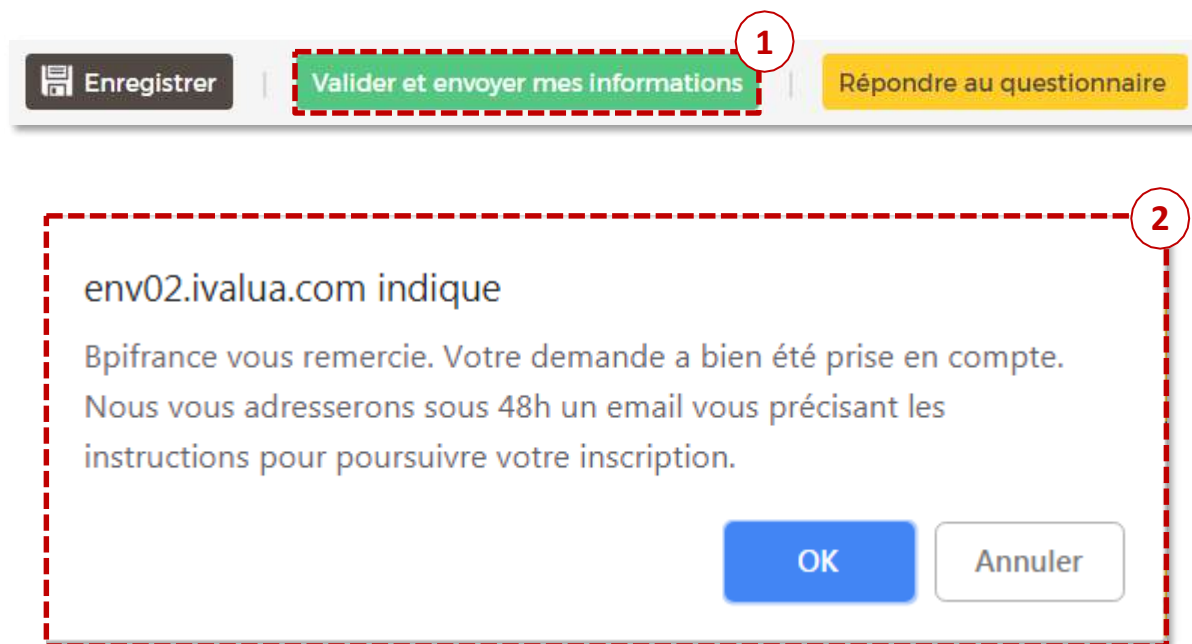 1
Enregistrer | Valider et envoyer mes informations | Répondre au questionnaire
2
env02.ivalua.com indique
Bpifrance vous remercie. Votre demande a bien été prise en compte.
Nous vous adresserons sous 48h un email vous précisant les
instructions pour poursuivre votre inscription.
OK Annuler